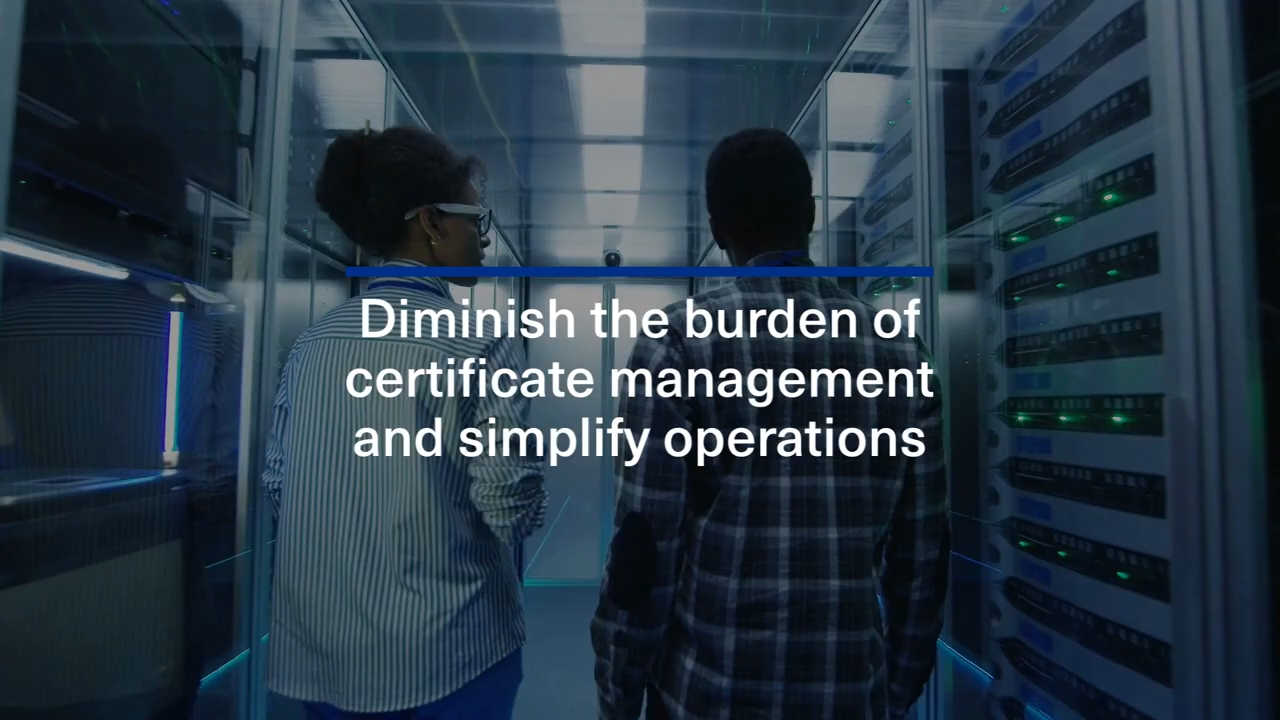 Diminish the burden of
certificate management
and simplify operations